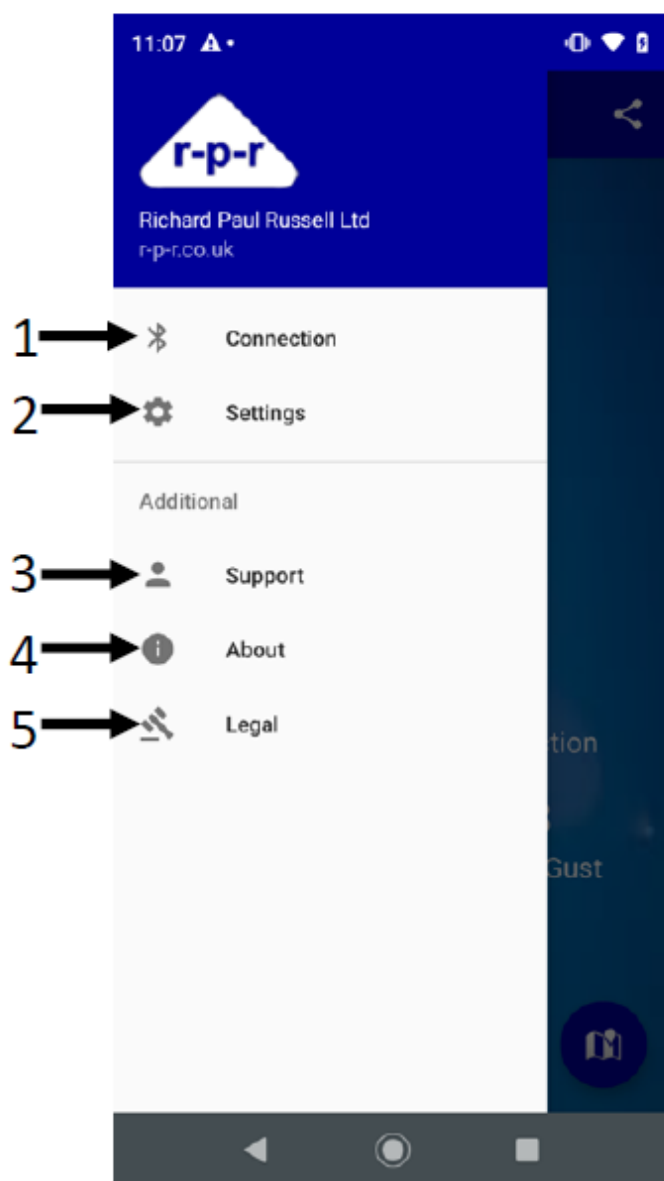 11:07
r-p-r
Richard Paul Russell Ltd
r-p-r.co.uk
1 Connection
2 Settings
Additional
3 Support
4 About
5 Legal
tion
Gust